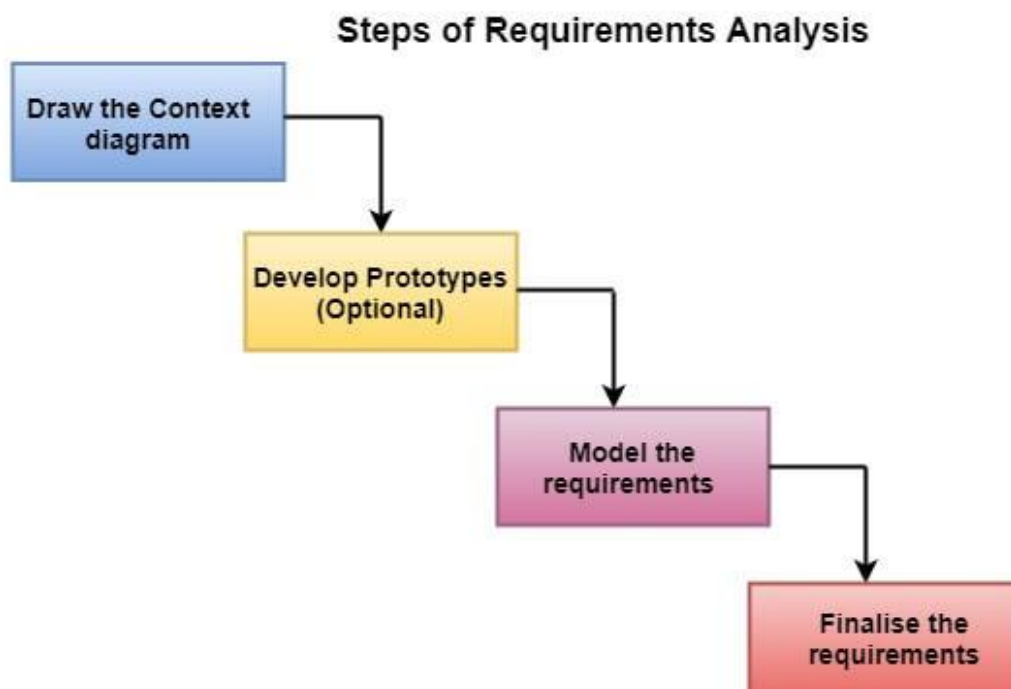 Steps of Requirements Analysis
Draw the Context
diagram
Develop Prototypes
(Optional)
Model the
requirements
Finalise the
requirements